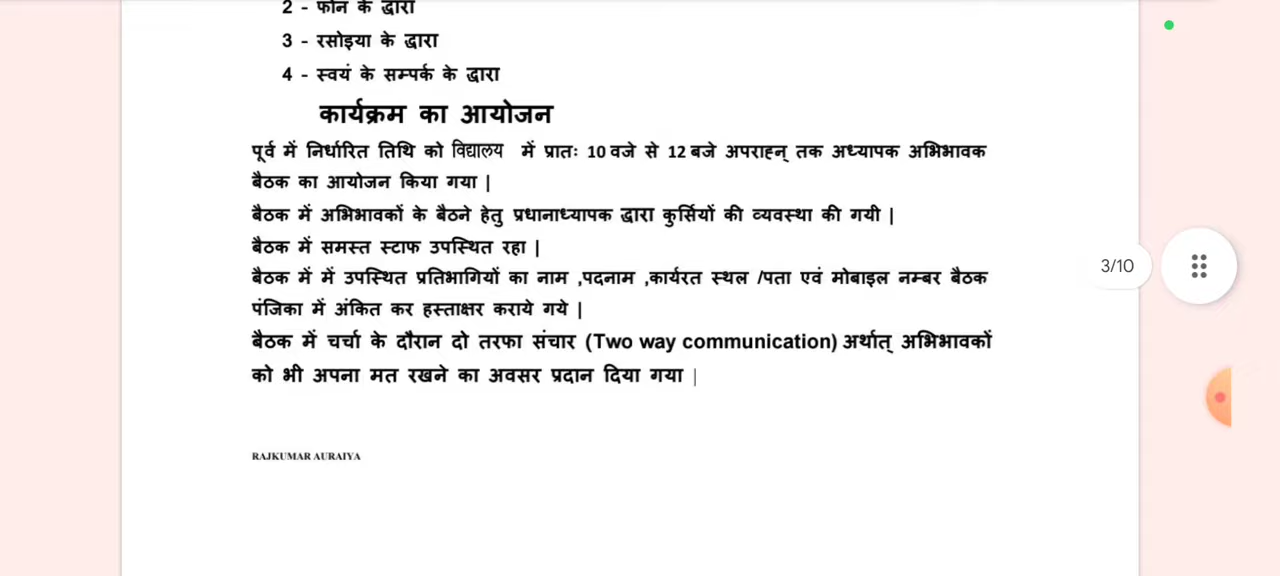 2 - फोन के द्वारा
3 - रसोइया के द्वारा
4 - स्वयं के सम्पर्क के द्वारा
कार्यक्रम का आयोजन
पूर्व में निर्धारित तिथि को विद्यालय में प्रातः 10 वजे से 12 बजे अपराह्न् तक अध्यापक अभिभावक
बैठक का आयोजन किया गया |
बैठक में अभिभावकों के बैठने हेतु प्रधानाध्यापक द्वारा कुर्सियों की व्यवस्था की गयी |
बैठक में समस्त स्टाफ उपस्थित रहा |
बैठक में में उपस्थित प्रतिभागियों का नाम ,पदनाम ,कार्यरत स्थल /पता एवं मोबाइल नम्बर बैठक
3/10
पंजिका में अंकित कर हस्ताक्षर कराये गये |
बैठक में चर्चा के दौरान दो तरफा संचार (Two way communication) अर्थात् अभिभावकों
को भी अपना मत रखने का अवसर प्रदान दिया गया |
RAJKUMAR AURAIYA